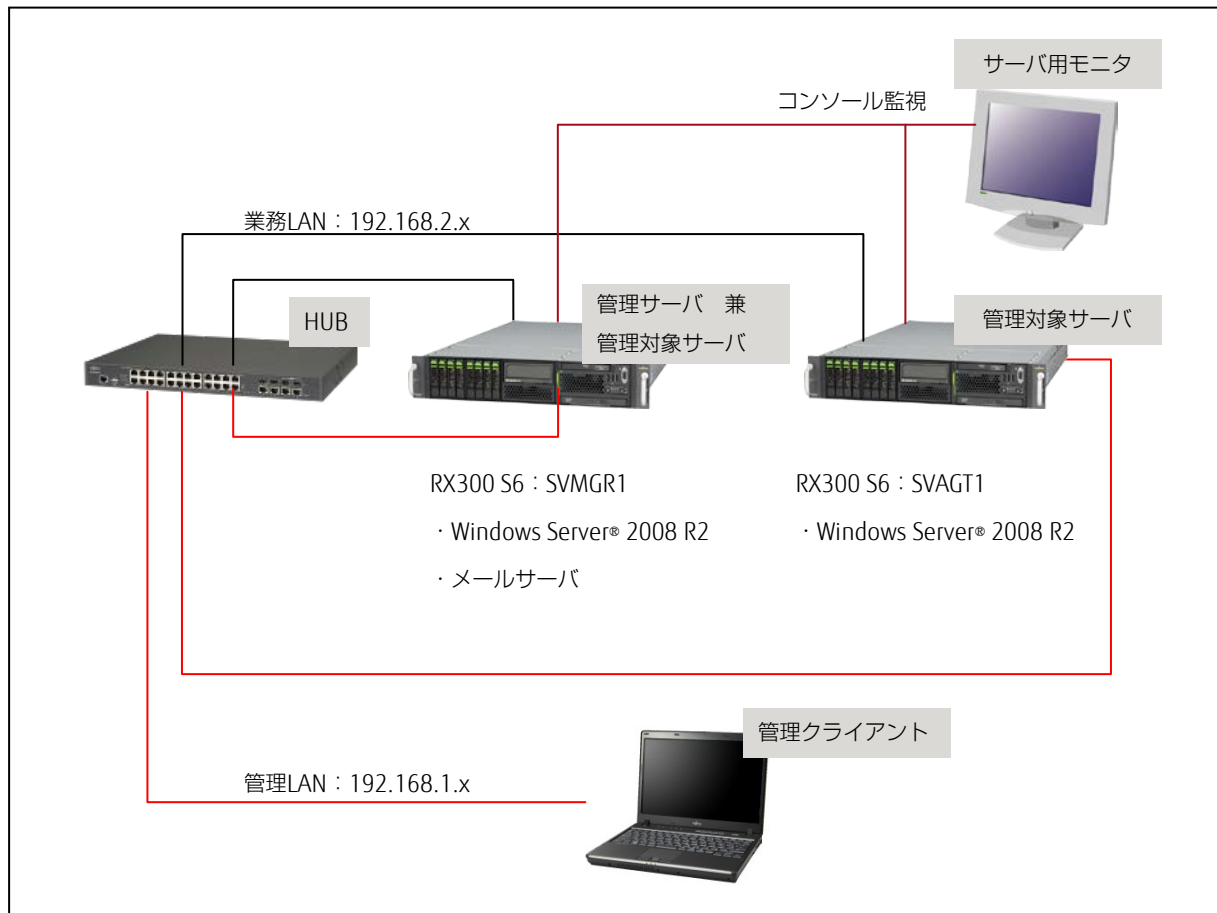 サーバ用モニタ
コンソール監視
業務LAN：192.168.2.x
HUB
管理サーバ　兼
管理対象サーバ
管理対象サーバ
RX300 S6：SVMGR1
・Windows Server® 2008 R2
・メールサーバ
RX300 S6：SVAGT1
・Windows Server® 2008 R2
管理クライアント
管理LAN：192.168.1.x